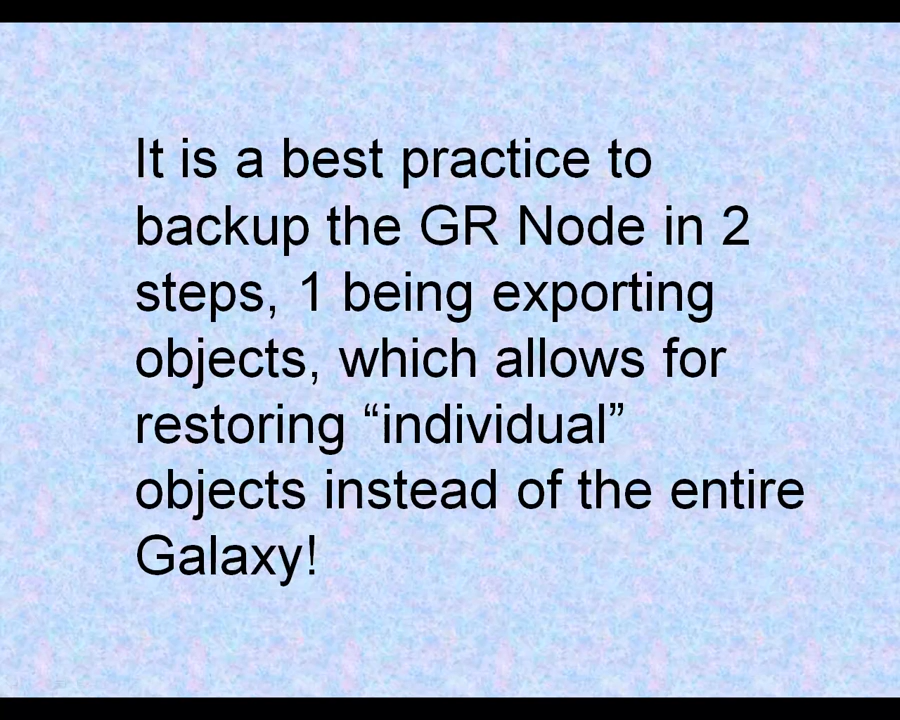 It is a best practice to
backup the GR Node in 2
steps, 1 being exporting
objects, which allows for
restoring “individual”
objects instead of the entire
Galaxy!